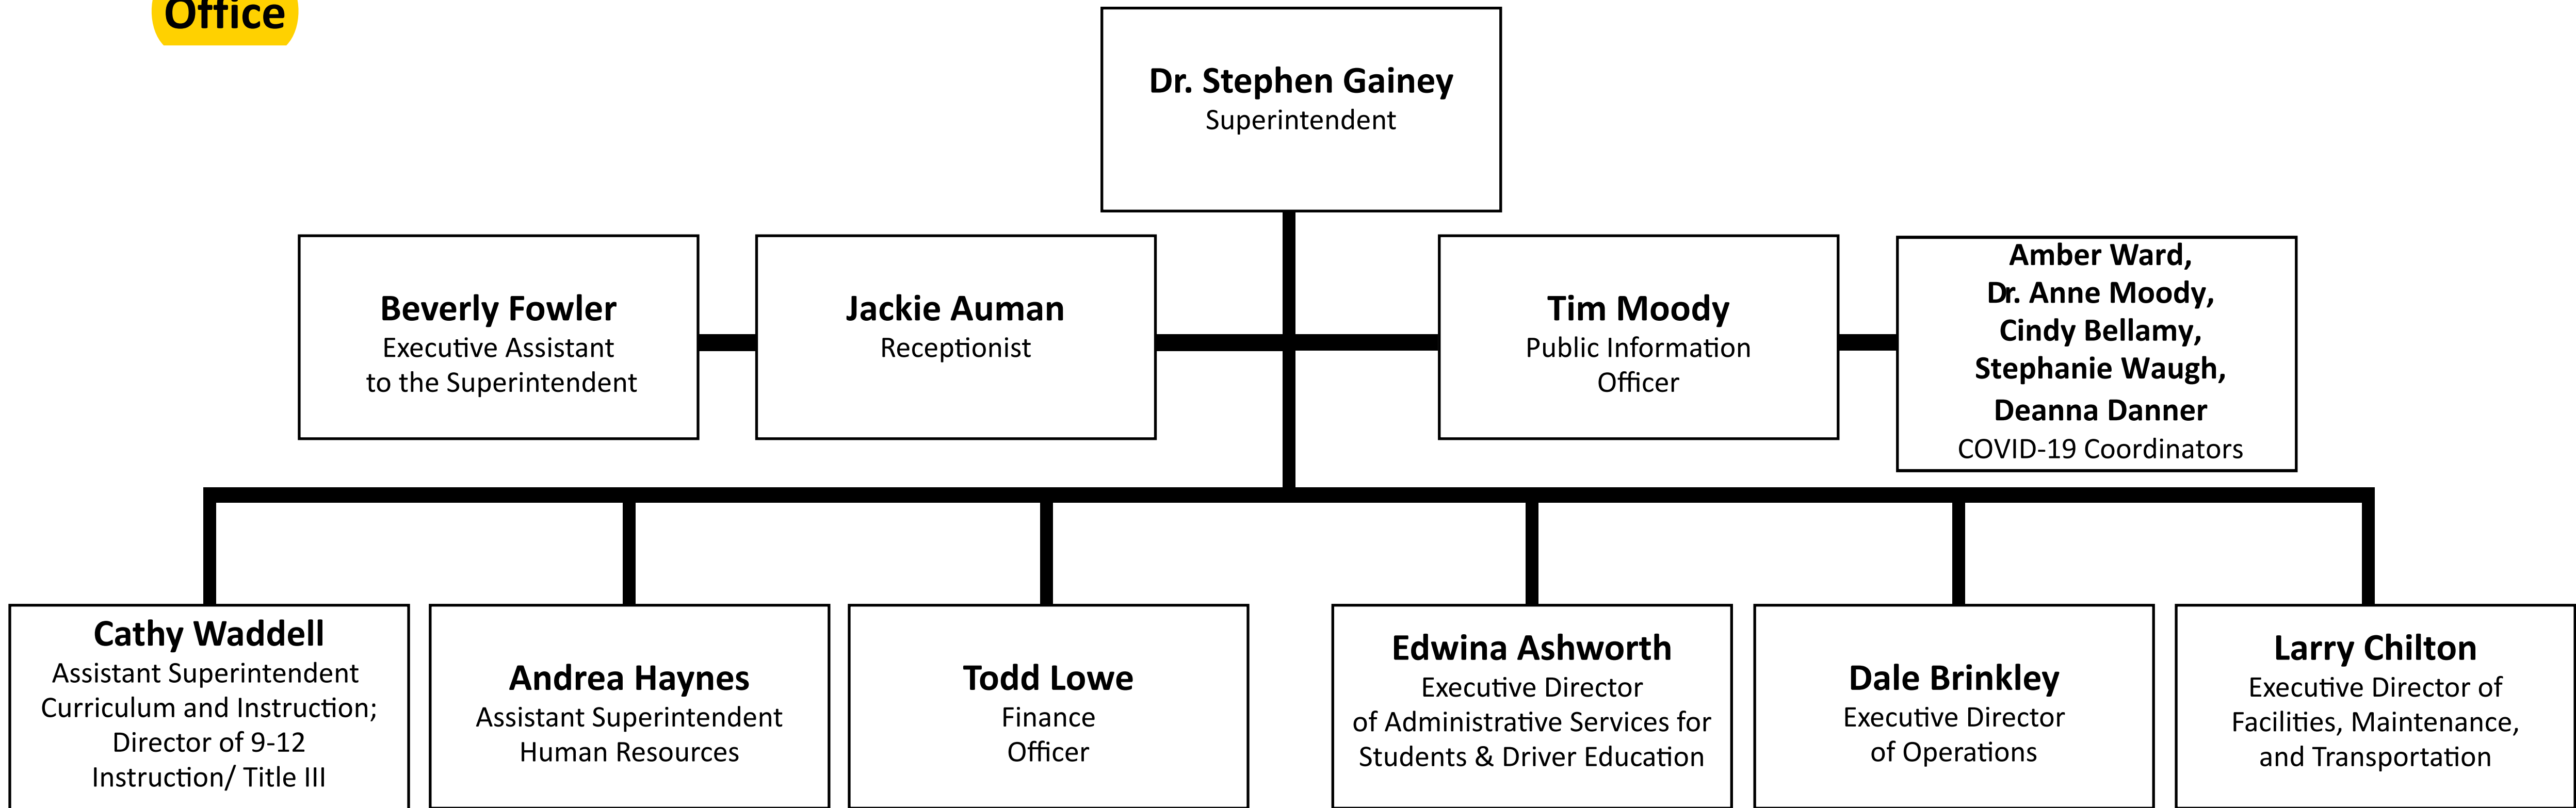 Office
Dr. Stephen Gainey
Superintendent
Beverly Fowler
Executive Assistant
to the Superintendent
Jackie Auman
Receptionist
Tim Moody
Public Information
Officer
Amber Ward,
Dr. Anne Moody,
Cindy Bellamy,
Stephanie Waugh,
Deanna Danner
COVID-19 Coordinators
Cathy Waddell
Assistant Superintendent
Curriculum and Instruction;
Director of 9-12
Instruction/ Title III
Andrea Haynes
Assistant Superintendent
Human Resources
Todd Lowe
Finance
Officer
Edwina Ashworth
Executive Director
of Administrative Services for
Students & Driver Education
Dale Brinkley
Executive Director
of Operations
Larry Chilton
Executive Director of
Facilities, Maintenance,
and Transportation